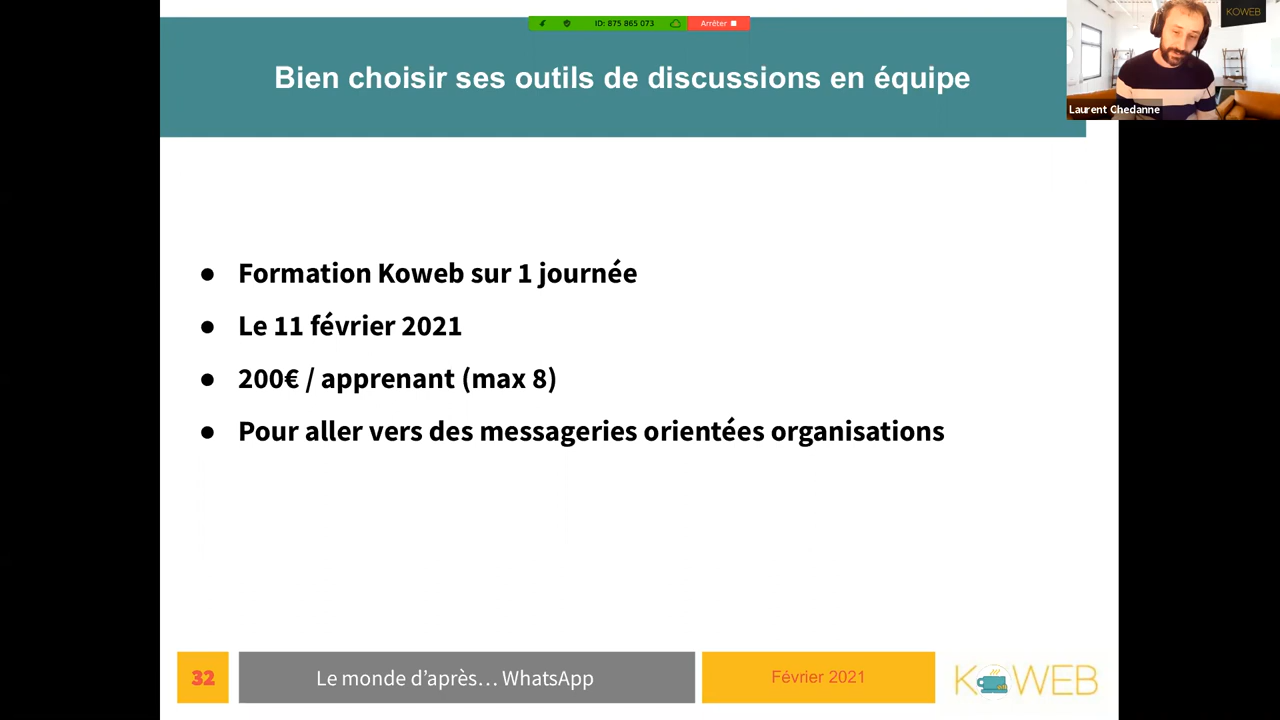 ID: 875 865 073
Arrêter
KOWEB
Bien choisir ses outils de discussions en équipe
Laurent Chedanne
● Formation Koweb sur 1 journée
● Le 11 février 2021
● 200€ / apprenant (max 8)
● Pour aller vers des messageries orientées organisations
32
Le monde d'après… WhatsApp
Février 2021
KOWEB